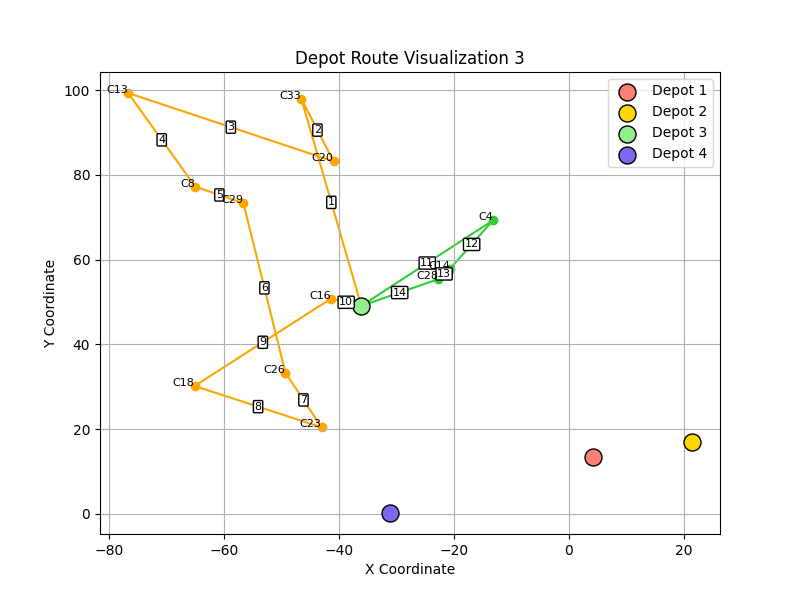 Depot Route Visualization 3
Y Coordinate
100
80
60
40
20
0
−80
−60
−40
−20
0
20
X Coordinate
Depot 1
Depot 2
Depot 3
Depot 4
C13
C33
C20
C8
C29
C4
C14
C28
C16
C26
C18
C23
1
2
3
4
5
6
7
8
9
10
11
12
13
14